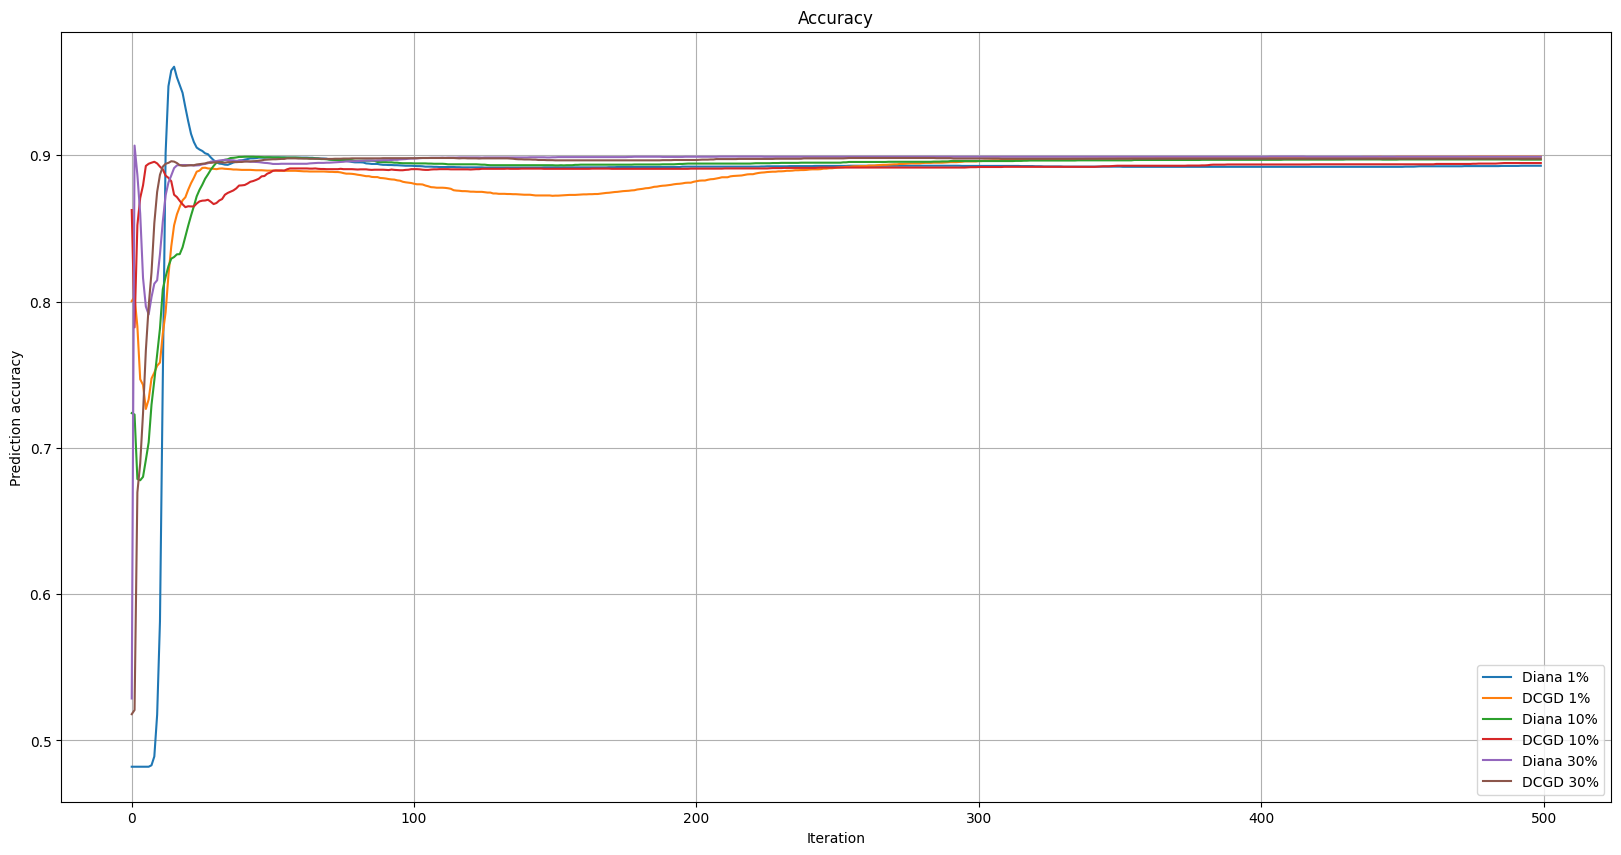 Accuracy
Prediction accuracy
0.9
0.8
0.7
0.6
0.5
0
100
200
300
400
500
Iteration
Diana 1%
DCGD 1%
Diana 10%
DCGD 10%
Diana 30%
DCGD 30%